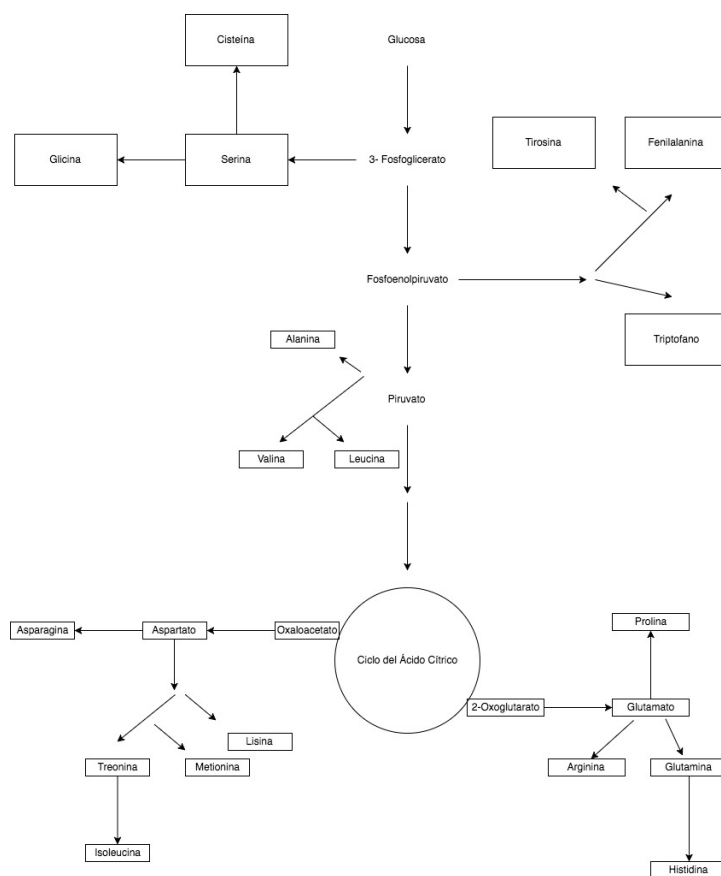 Cisteína
Glucosa
Tirosina
Fenilalanina
Glicina
Serina
3- Fosfoglicerato
Fosfoenolpiruvato
Triptofano
Alanina
Piruvato
Valina
Leucina
Prolina
Asparagina
Aspartato
Oxaloacetato
Ciclo del Ácido Cítrico
2-Oxoglutarato
Glutamato
Lisina
Treonina
Metionina
Arginina
Glutamina
Isoleucina
Histidina